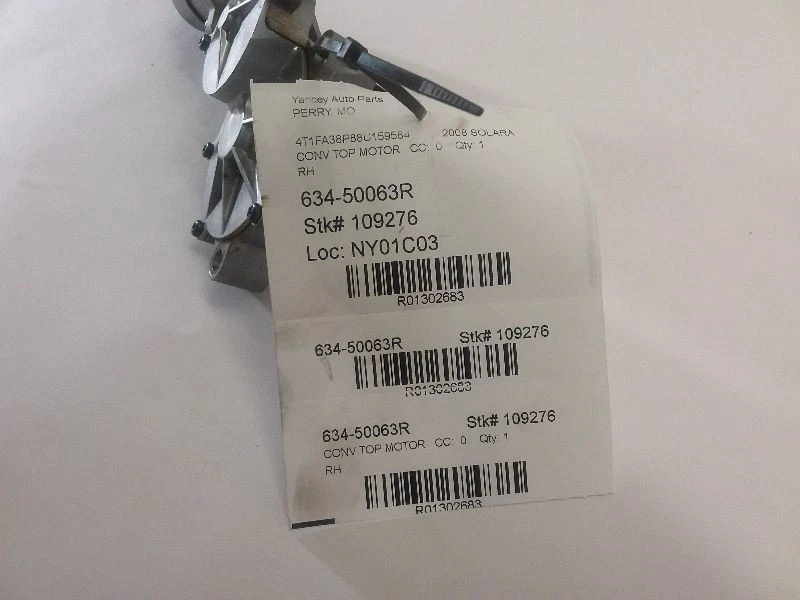 Yancey Auto Parts
PERRY, MO
4T1FA38P88U159584 2008 SOLARA
CONV TOP MOTOR CC: 0 Qty: 1
RH
634-50063R
Stk# 109276
Loc: NY01C03
R01302683
634-50063R Stk# 109276
R01302683
634-50063R Stk# 109276
CONV TOP MOTOR CC: 0 Qty: 1
RH
R01302683